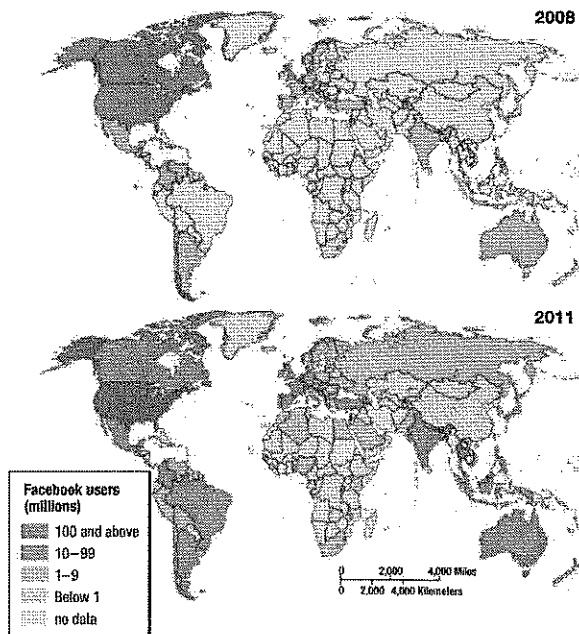 2008
2011
Facebook users
(millions)
100 and above
10–99
1–9
Below 1
no data
0 2,000 4,000 Miles
0 2,000 4,000 Kilometers